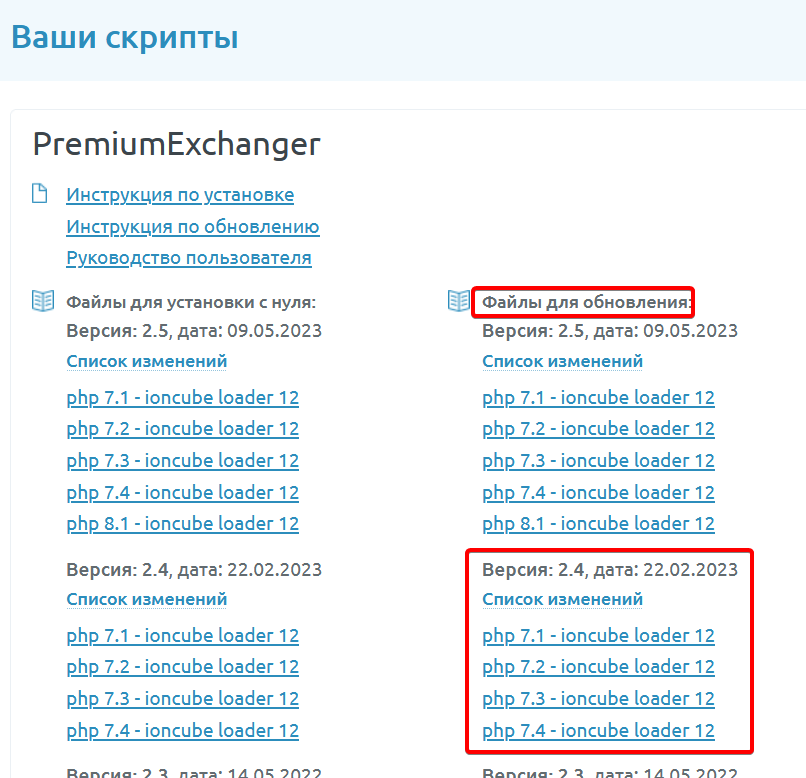 Ваши скрипты
PremiumExchanger
Инструкция по установке
Инструкция по обновлению
Руководство пользователя
Файлы для установки с нуля:
Версия: 2.5, дата: 09.05.2023
Список изменений
php 7.1 - ioncube loader 12
php 7.2 - ioncube loader 12
php 7.3 - ioncube loader 12
php 7.4 - ioncube loader 12
php 8.1 - ioncube loader 12
Версия: 2.4, дата: 22.02.2023
Список изменений
php 7.1 - ioncube loader 12
php 7.2 - ioncube loader 12
php 7.3 - ioncube loader 12
php 7.4 - ioncube loader 12
Версия: 2.3, дата: 14.05.2022
Файлы для обновления:
Версия: 2.5, дата: 09.05.2023
Список изменений
php 7.1 - ioncube loader 12
php 7.2 - ioncube loader 12
php 7.3 - ioncube loader 12
php 7.4 - ioncube loader 12
php 8.1 - ioncube loader 12
Версия: 2.4, дата: 22.02.2023
Список изменений
php 7.1 - ioncube loader 12
php 7.2 - ioncube loader 12
php 7.3 - ioncube loader 12
php 7.4 - ioncube loader 12
Версия: 2.3, дата: 14.05.2022